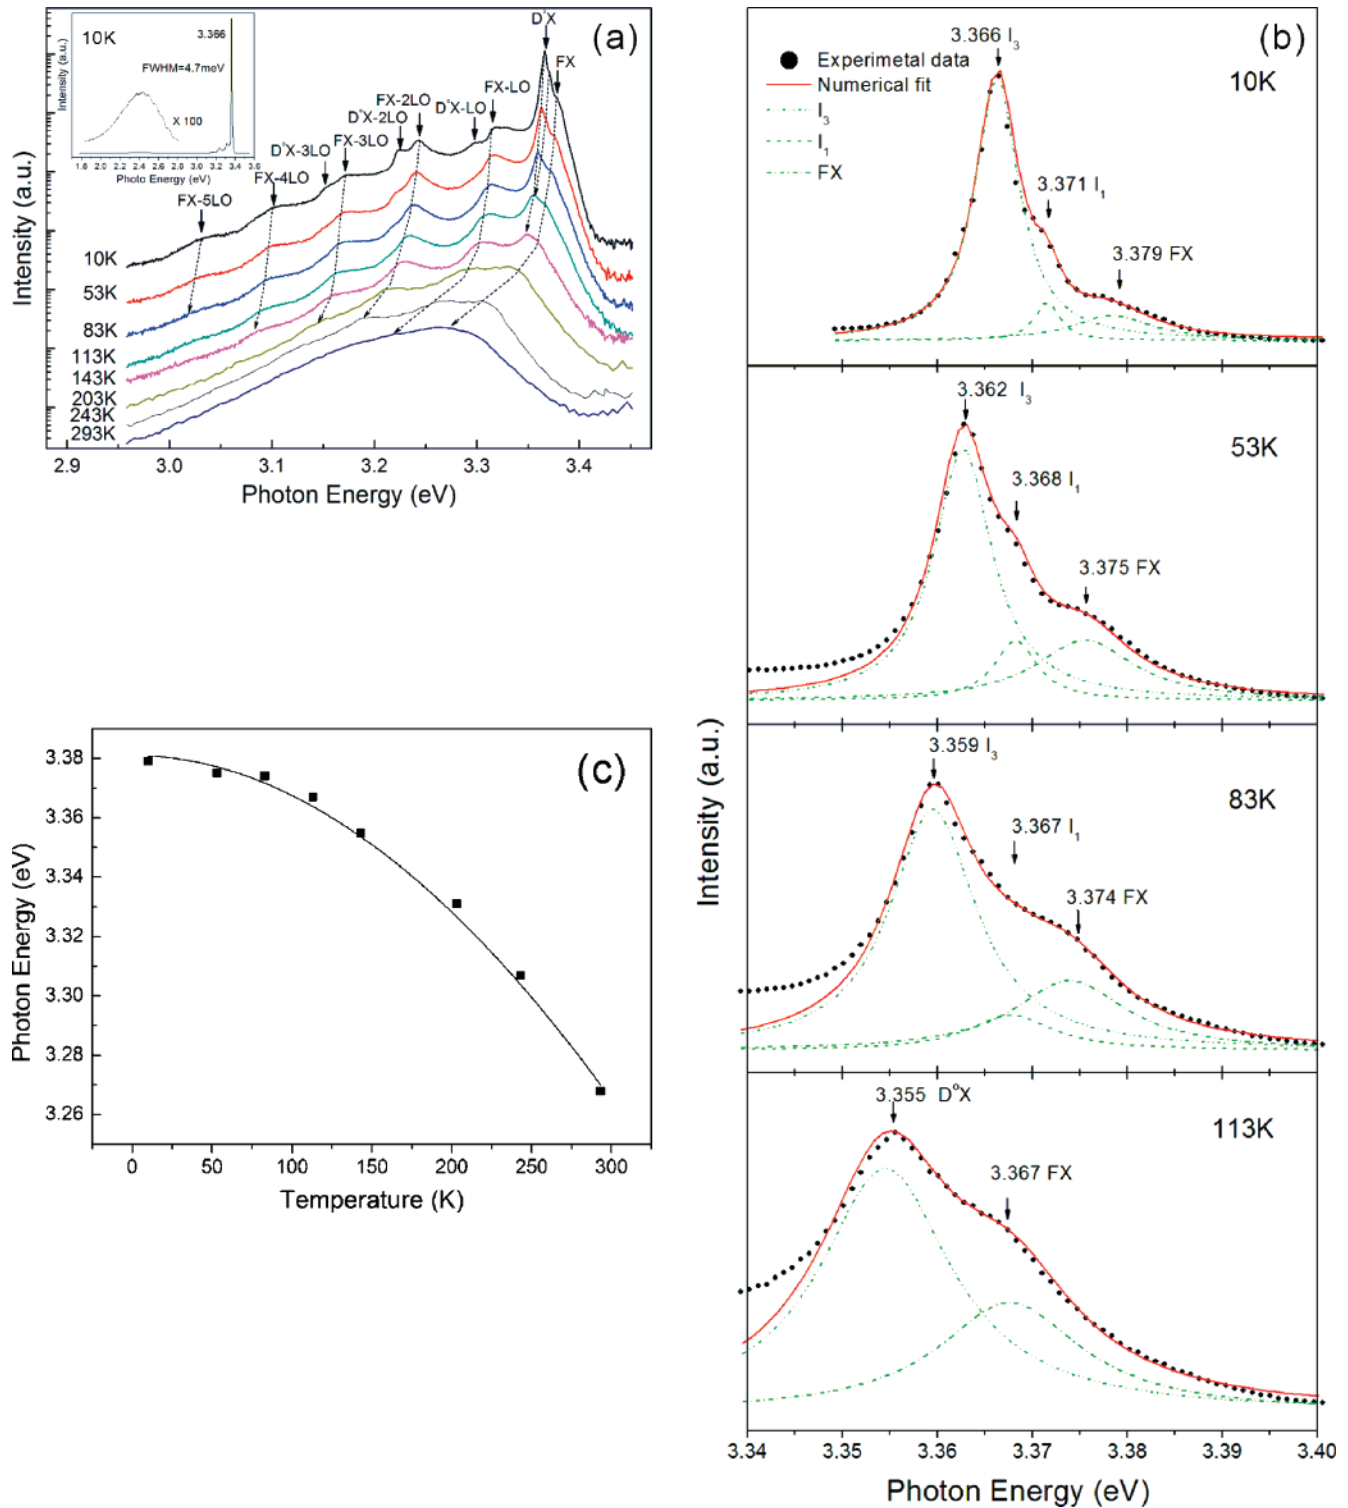 (a)
10K
3.366
FWHM=4.7meV
X 100
Intensity (a.u.)
1.8 2.0 2.2 2.4 2.6 2.8 3.0 3.2 3.4 3.6
Photo Energy (eV)
D°X
FX
FX-LO
D°X-LO
FX-2LO
D°X-2LO
FX-3LO
D°X-3LO
FX-4LO
FX-5LO
10K
53K
83K
113K
143K
203K
243K
293K
Intensity (a.u.)
2.9 3.0 3.1 3.2 3.3 3.4
Photon Energy (eV)
(b)
Experimetal data
Numerical fit
I₃
I₁
FX
3.366 I₃
10K
3.371 I₁
3.379 FX
3.362 I₃
53K
3.368 I₁
3.375 FX
3.359 I₃
83K
3.367 I₁
3.374 FX
3.355 D°X
113K
3.367 FX
Intensity (a.u.)
3.34 3.35 3.36 3.37 3.38 3.39 3.40
Photon Energy (eV)
(c)
3.38
3.36
3.34
3.32
3.30
3.28
3.26
Photon Energy (eV)
0 50 100 150 200 250 300
Temperature (K)